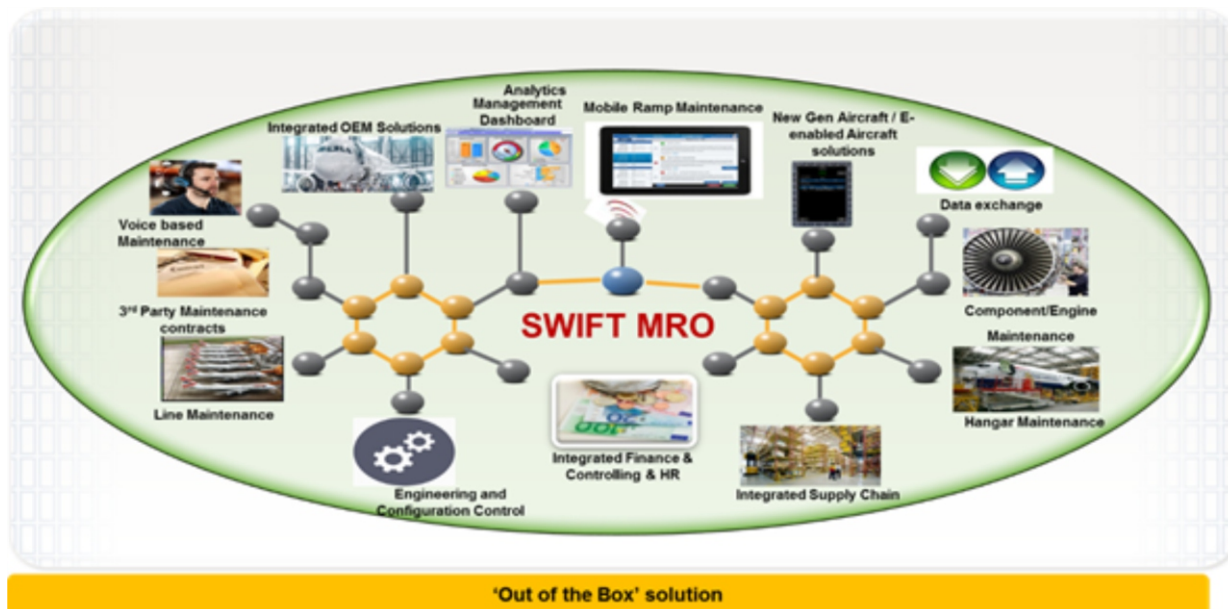 Analytics
Management
Dashboard
Mobile Ramp Maintenance
New Gen Aircraft / E-
enabled Aircraft
solutions
Integrated OEM Solutions
Data exchange
Voice based
Maintenance
3rd Party Maintenance
contracts
Component/Engine
Maintenance
SWIFT MRO
Line Maintenance
Hangar Maintenance
Integrated Finance &
Controlling & HR
Engineering and
Configuration Control
Integrated Supply Chain
‘Out of the Box’ solution